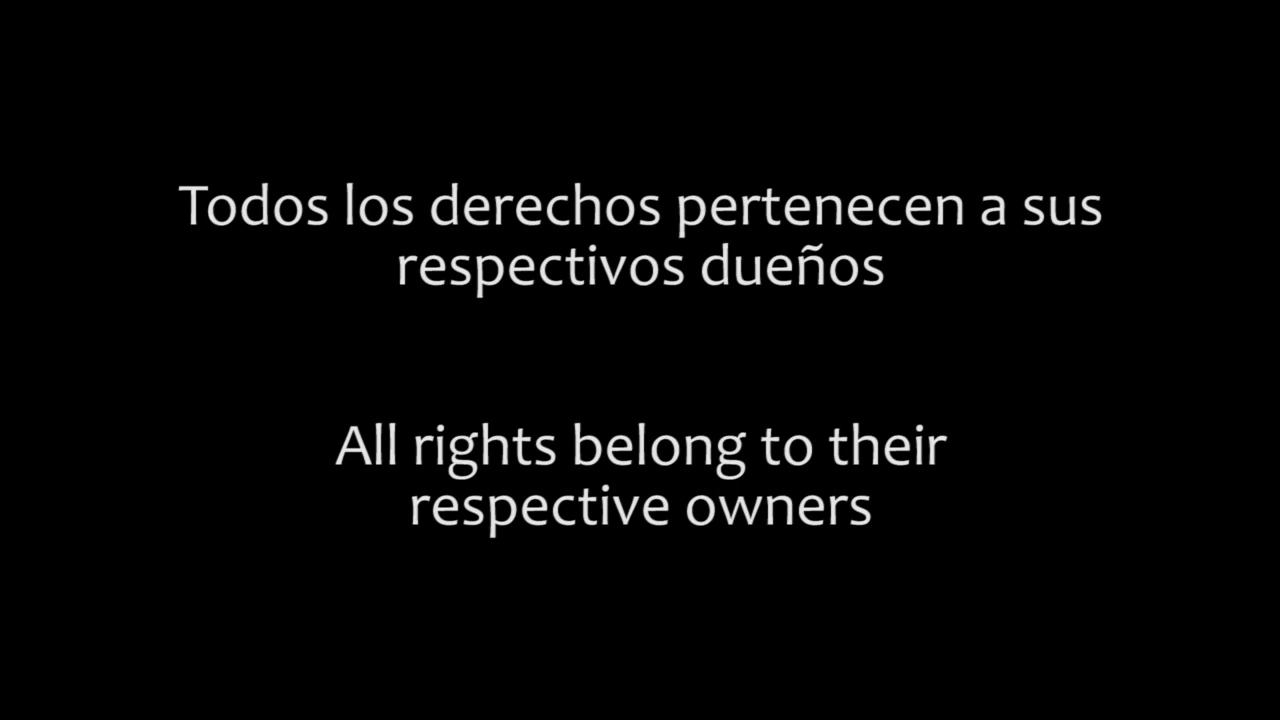 Todos los derechos pertenecen a sus
respectivos dueños
All rights belong to their
respective owners